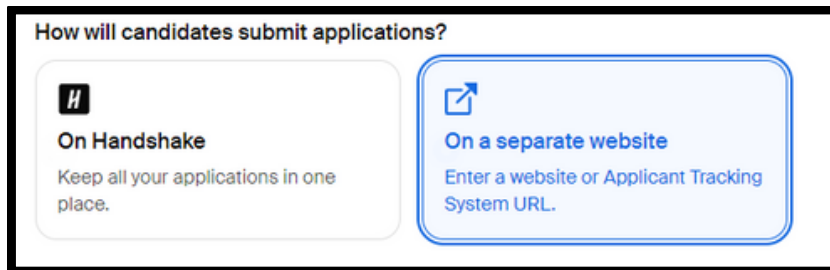 How will candidates submit applications?
H
On Handshake
Keep all your applications in one
place.
On a separate website
Enter a website or Applicant Tracking
System URL.